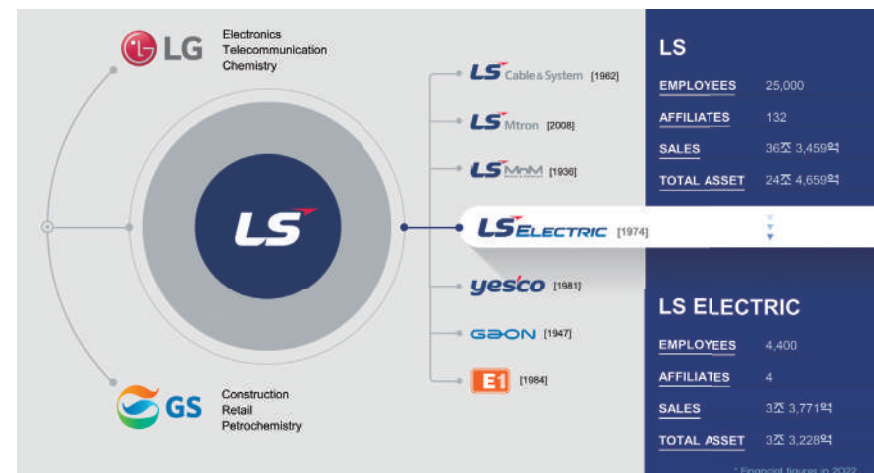 LG
Electronics
Telecommunication
Chemistry
LS
GS
Construction
Retail
Petrochemistry
LS Cable & System [1962]
LS Mtron [2008]
LS MnM [1936]
LS ELECTRIC [1974]
yesco [1981]
GAON [1947]
E1 [1984]
LS
EMPLOYEES 25,000
AFFILIATES 132
SALES 36조 3,459억
TOTAL ASSET 24조 4,659억
LS ELECTRIC
EMPLOYEES 4,400
AFFILIATES 4
SALES 3조 3,771억
TOTAL ASSET 3조 3,228억
* Financial figures in 2022